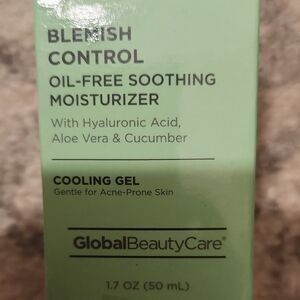 BLEMISH
CONTROL
OIL-FREE SOOTHING
MOISTURIZER
With Hyaluronic Acid,
Aloe Vera & Cucumber
COOLING GEL
Gentle for Acne-Prone Skin
GlobalBeautyCare®
1.7 OZ (50 mL)